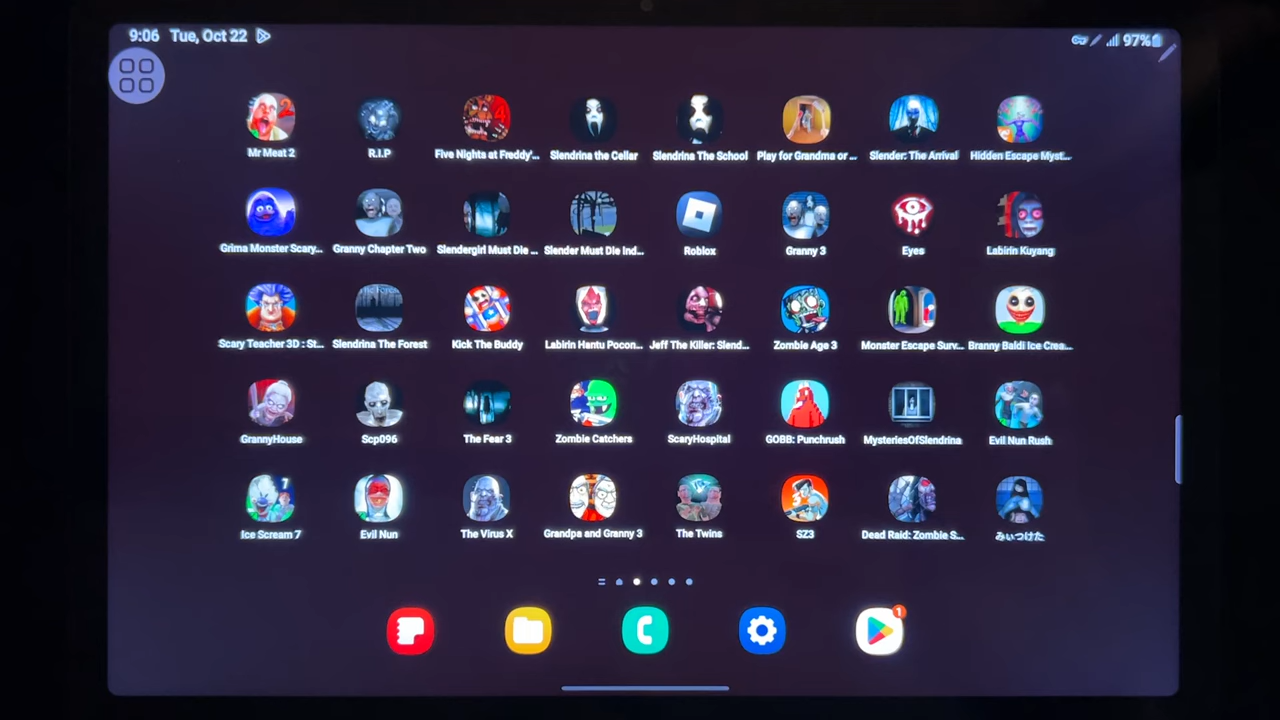 9:06 Tue, Oct 22
97%
Mr Meat 2
R.I.P
Five Nights at Freddy'...
Slendrina the Cellar
Slendrina The School
Play for Grandma or ...
Slender: The Arrival
Hidden Escape Myst...
Grima Monster Scary...
Granny Chapter Two
Slendergirl Must Die ...
Slender Must Die Ind...
Roblox
Granny 3
Eyes
Labirin Kuyang
Scary Teacher 3D : St...
Slendrina The Forest
Kick The Buddy
Labirin Hantu Pocon...
Jeff The Killer: Slend...
Zombie Age 3
Monster Escape Surv...
Branny Baldi Ice Crea...
GrannyHouse
Scp096
The Fear 3
Zombie Catchers
ScaryHospital
GOBB: Punchrush
MysteriesOfSlendrina
Evil Nun Rush
Ice Scream 7
Evil Nun
The Virus X
Grandpa and Granny 3
The Twins
SZ3
Dead Raid: Zombie S...
みぃつけた
2
4
7
1